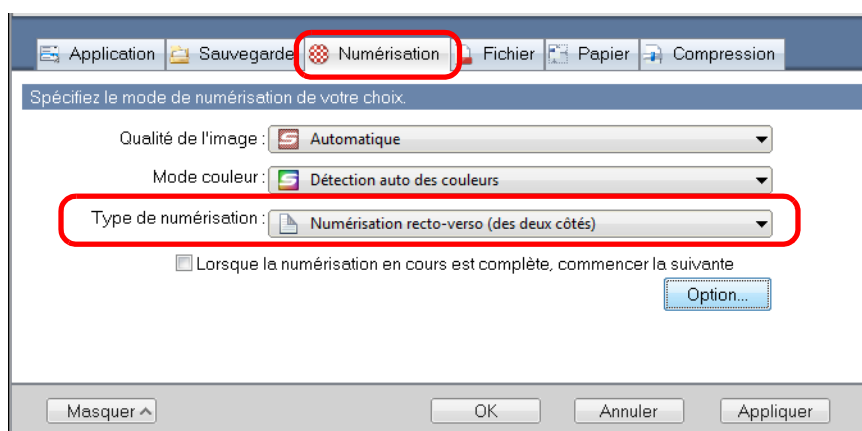 Application Sauvegarde Numérisation Fichier Papier Compression
Spécifiez le mode de numérisation de votre choix.
Qualité de l'image : Automatique
Mode couleur : Détection auto des couleurs
Type de numérisation : Numérisation recto-verso (des deux côtés)
Lorsque la numérisation en cours est complète, commencer la suivante
Option...
Masquer OK Annuler Appliquer